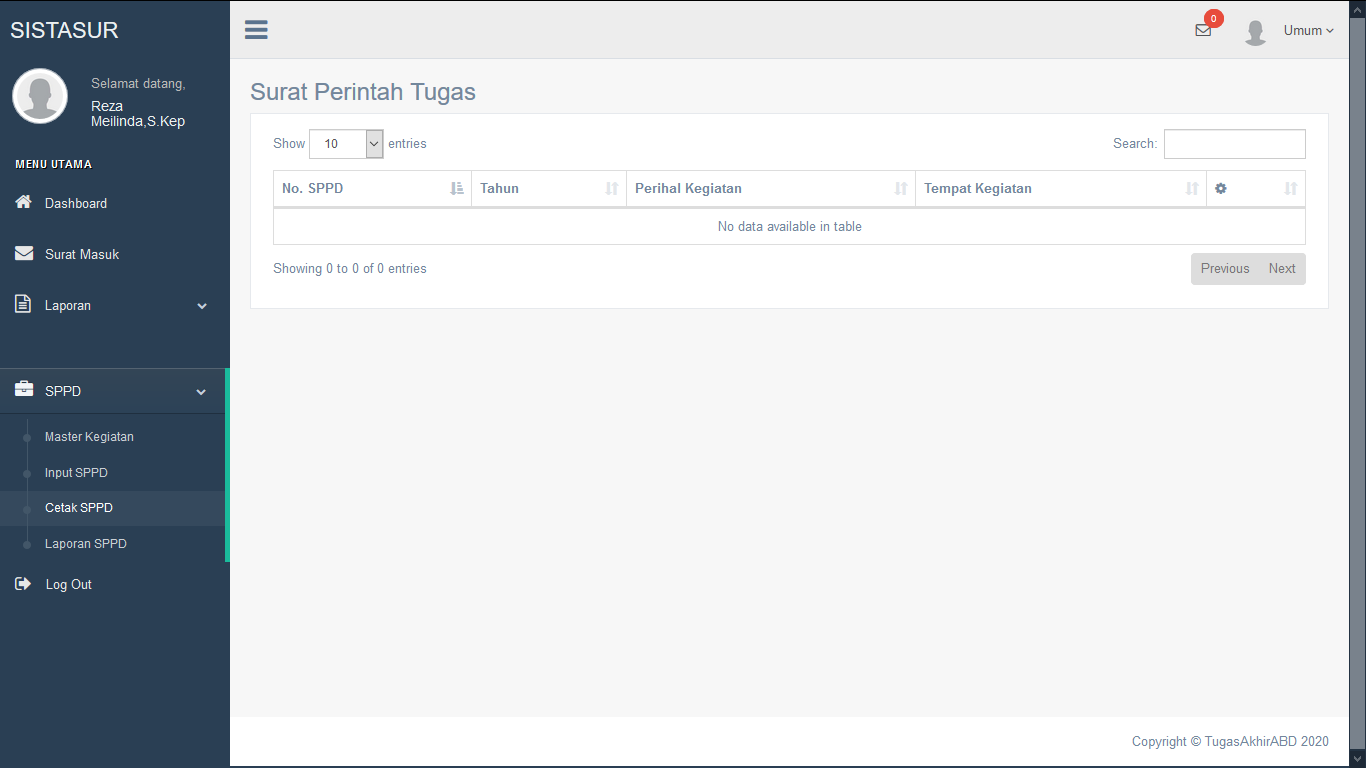 SISTASUR
Selamat datang,
Reza
Meilinda,S.Kep
MENU UTAMA
Dashboard
Surat Masuk
Laporan
SPPD
Master Kegiatan
Input SPPD
Cetak SPPD
Laporan SPPD
Log Out
0
Umum
Surat Perintah Tugas
Show 10 entries
Search:
No. SPPD Tahun Perihal Kegiatan Tempat Kegiatan
No data available in table
Showing 0 to 0 of 0 entries
Previous Next
Copyright © TugasAkhirABD 2020